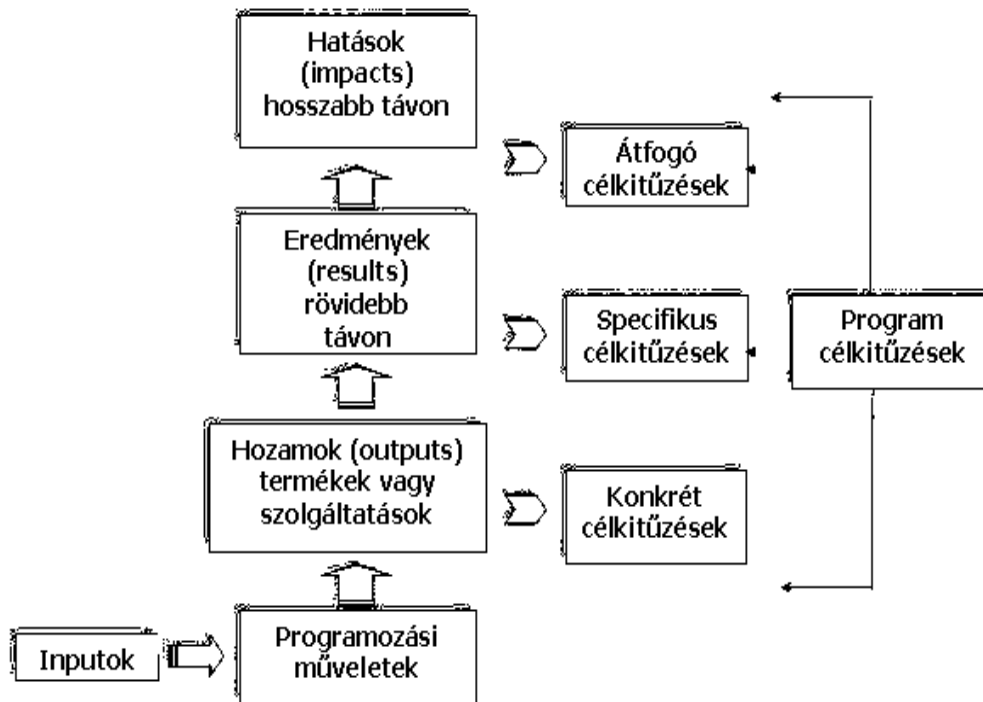 Hatások
(impacts)
hosszabb távon
Átfogó
célkitűzések
Eredmények
(results)
rövidebb
távon
Specifikus
célkitűzések
Program
célkitűzések
Hozamok (outputs)
termékek vagy
szolgáltatások
Konkrét
célkitűzések
Inputok
Programozási
műveletek